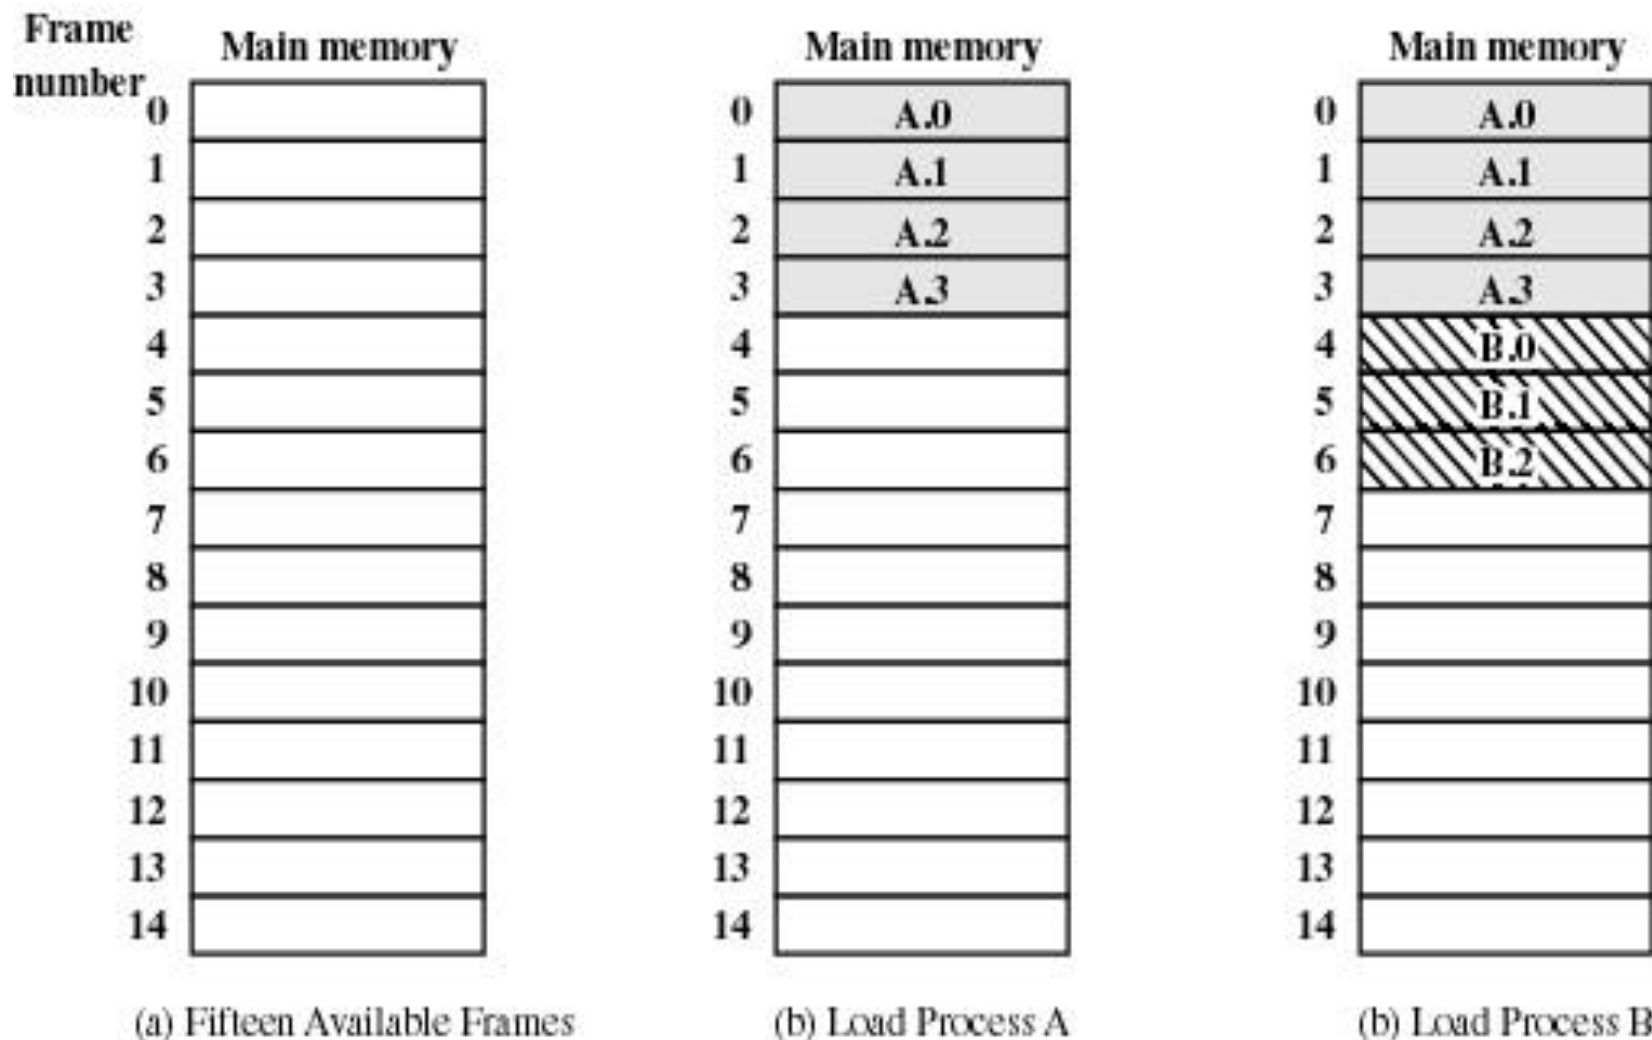 Frame
number
Main memory
0
1
2
3
4
5
6
7
8
9
10
11
12
13
14
(a) Fifteen Available Frames
Main memory
0 A.0
1 A.1
2 A.2
3 A.3
4
5
6
7
8
9
10
11
12
13
14
(b) Load Process A
Main memory
0 A.0
1 A.1
2 A.2
3 A.3
4 B.0
5 B.1
6 B.2
7
8
9
10
11
12
13
14
(b) Load Process B